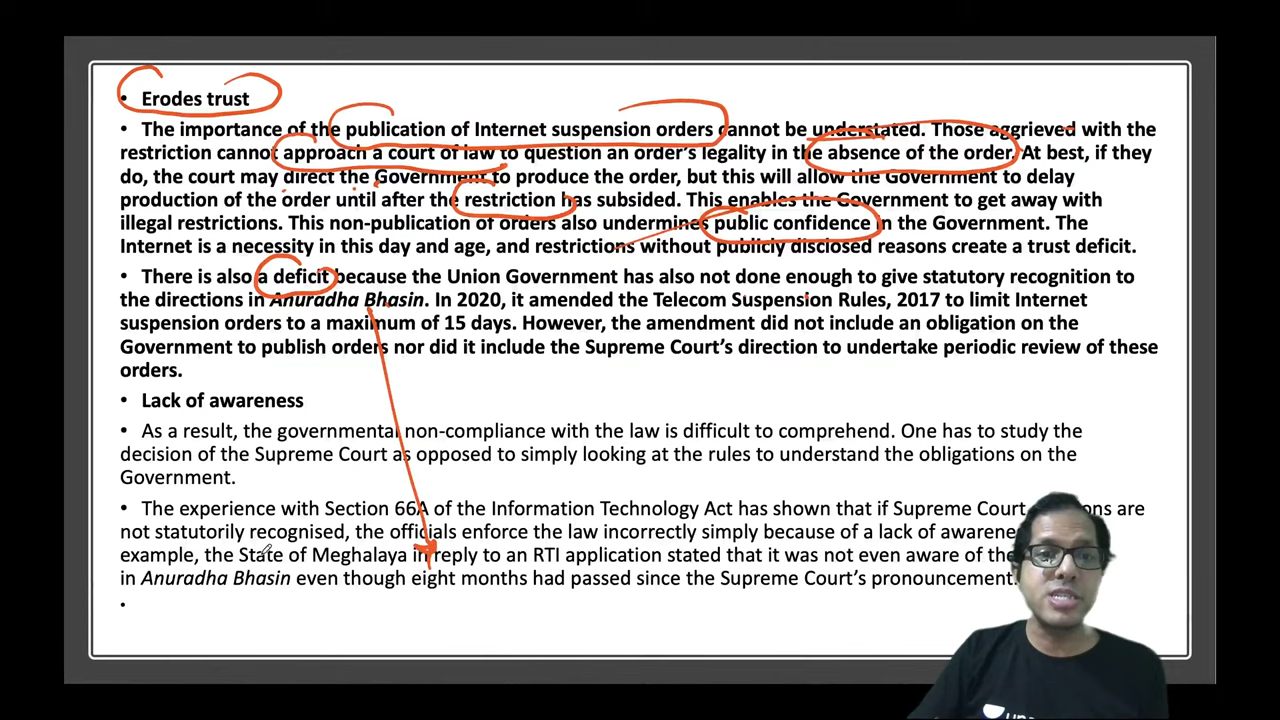 • Erodes trust
• The importance of the publication of Internet suspension orders cannot be understated. Those aggrieved with the
restriction cannot approach a court of law to question an order’s legality in the absence of the order. At best, if they
do, the court may direct the Government to produce the order, but this will allow the Government to delay
production of the order until after the restriction has subsided. This enables the Government to get away with
illegal restrictions. This non-publication of orders also undermines public confidence in the Government. The
Internet is a necessity in this day and age, and restrictions without publicly disclosed reasons create a trust deficit.
• There is also a deficit because the Union Government has also not done enough to give statutory recognition to
the directions in Anuradha Bhasin. In 2020, it amended the Telecom Suspension Rules, 2017 to limit Internet
suspension orders to a maximum of 15 days. However, the amendment did not include an obligation on the
Government to publish orders nor did it include the Supreme Court’s direction to undertake periodic review of these
orders.
• Lack of awareness
• As a result, the governmental non-compliance with the law is difficult to comprehend. One has to study the
decision of the Supreme Court as opposed to simply looking at the rules to understand the obligations on the
Government.
• The experience with Section 66A of the Information Technology Act has shown that if Supreme Court are
not statutorily recognised, the officials enforce the law incorrectly simply because of a lack of
example, the State of Meghalaya in reply to an RTI application stated that it was not even aware of the
in Anuradha Bhasin even though eight months had passed since the Supreme Court’s pronouncement.
•